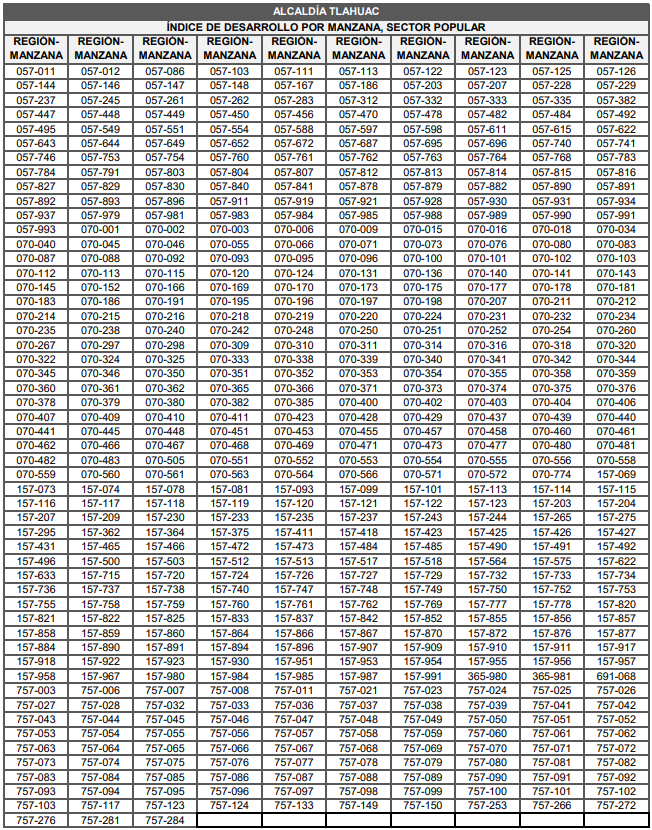 ALCALDÍA TLAHUAC
ÍNDICE DE DESARROLLO POR MANZANA, SECTOR POPULAR
REGIÓN- REGIÓN- REGIÓN- REGIÓN- REGIÓN- REGIÓN- REGIÓN- REGIÓN- REGIÓN- REGIÓN-
MANZANA MANZANA MANZANA MANZANA MANZANA MANZANA MANZANA MANZANA MANZANA MANZANA
057-011 057-012 057-086 057-103 057-111 057-113 057-122 057-123 057-125 057-126
057-144 057-146 057-147 057-148 057-167 057-186 057-203 057-207 057-228 057-229
057-237 057-245 057-261 057-262 057-283 057-312 057-332 057-333 057-335 057-382
057-447 057-448 057-449 057-450 057-456 057-470 057-478 057-482 057-484 057-492
057-495 057-549 057-551 057-554 057-588 057-597 057-598 057-611 057-615 057-622
057-643 057-644 057-649 057-652 057-672 057-687 057-695 057-696 057-740 057-741
057-746 057-753 057-754 057-760 057-761 057-762 057-763 057-764 057-768 057-783
057-784 057-791 057-803 057-804 057-807 057-812 057-813 057-814 057-815 057-816
057-827 057-829 057-830 057-840 057-841 057-878 057-879 057-882 057-890 057-891
057-892 057-893 057-896 057-911 057-919 057-921 057-928 057-930 057-931 057-934
057-937 057-979 057-981 057-983 057-984 057-985 057-988 057-989 057-990 057-991
057-993 070-001 070-002 070-003 070-006 070-009 070-015 070-016 070-018 070-034
070-040 070-045 070-046 070-055 070-066 070-071 070-073 070-076 070-080 070-083
070-087 070-088 070-092 070-093 070-095 070-096 070-100 070-101 070-102 070-103
070-112 070-113 070-115 070-120 070-124 070-131 070-136 070-140 070-141 070-143
070-145 070-152 070-166 070-169 070-170 070-173 070-175 070-177 070-178 070-181
070-183 070-186 070-191 070-195 070-196 070-197 070-198 070-207 070-211 070-212
070-214 070-215 070-216 070-218 070-219 070-220 070-224 070-231 070-232 070-234
070-235 070-238 070-240 070-242 070-248 070-250 070-251 070-252 070-254 070-260
070-267 070-297 070-298 070-309 070-310 070-311 070-314 070-316 070-318 070-320
070-322 070-324 070-325 070-333 070-338 070-339 070-340 070-341 070-342 070-344
070-345 070-346 070-350 070-351 070-352 070-353 070-354 070-355 070-358 070-359
070-360 070-361 070-362 070-365 070-366 070-371 070-373 070-374 070-375 070-376
070-378 070-379 070-380 070-382 070-385 070-400 070-402 070-403 070-404 070-406
070-407 070-409 070-410 070-411 070-423 070-428 070-429 070-437 070-439 070-440
070-441 070-445 070-448 070-451 070-453 070-455 070-457 070-458 070-460 070-461
070-462 070-466 070-467 070-468 070-469 070-471 070-473 070-477 070-480 070-481
070-482 070-483 070-505 070-551 070-552 070-553 070-554 070-555 070-556 070-558
070-559 070-560 070-561 070-563 070-564 070-566 070-571 070-572 070-774 157-069
157-073 157-074 157-078 157-081 157-093 157-099 157-101 157-113 157-114 157-115
157-116 157-117 157-118 157-119 157-120 157-121 157-122 157-123 157-203 157-204
157-207 157-209 157-230 157-233 157-235 157-237 157-243 157-244 157-265 157-275
157-295 157-362 157-364 157-375 157-411 157-418 157-423 157-425 157-426 157-427
157-431 157-465 157-466 157-472 157-473 157-484 157-485 157-490 157-491 157-492
157-496 157-500 157-503 157-512 157-513 157-517 157-518 157-564 157-575 157-622
157-633 157-715 157-720 157-724 157-726 157-727 157-729 157-732 157-733 157-734
157-736 157-737 157-738 157-740 157-747 157-748 157-749 157-750 157-752 157-753
157-755 157-758 157-759 157-760 157-761 157-762 157-769 157-777 157-778 157-820
157-821 157-822 157-825 157-833 157-837 157-842 157-852 157-855 157-856 157-857
157-858 157-859 157-860 157-864 157-866 157-867 157-870 157-872 157-876 157-877
157-884 157-890 157-891 157-894 157-896 157-907 157-909 157-910 157-911 157-917
157-918 157-922 157-923 157-930 157-951 157-953 157-954 157-955 157-956 157-957
157-958 157-967 157-980 157-984 157-985 157-987 157-991 365-980 365-981 691-068
757-003 757-006 757-007 757-008 757-011 757-021 757-023 757-024 757-025 757-026
757-027 757-028 757-032 757-033 757-036 757-037 757-038 757-039 757-041 757-042
757-043 757-044 757-045 757-046 757-047 757-048 757-049 757-050 757-051 757-052
757-053 757-054 757-055 757-056 757-057 757-058 757-059 757-060 757-061 757-062
757-063 757-064 757-065 757-066 757-067 757-068 757-069 757-070 757-071 757-072
757-073 757-074 757-075 757-076 757-077 757-078 757-079 757-080 757-081 757-082
757-083 757-084 757-085 757-086 757-087 757-088 757-089 757-090 757-091 757-092
757-093 757-094 757-095 757-096 757-097 757-098 757-099 757-100 757-101 757-102
757-103 757-117 757-123 757-124 757-133 757-149 757-150 757-253 757-266 757-272
757-276 757-281 757-284